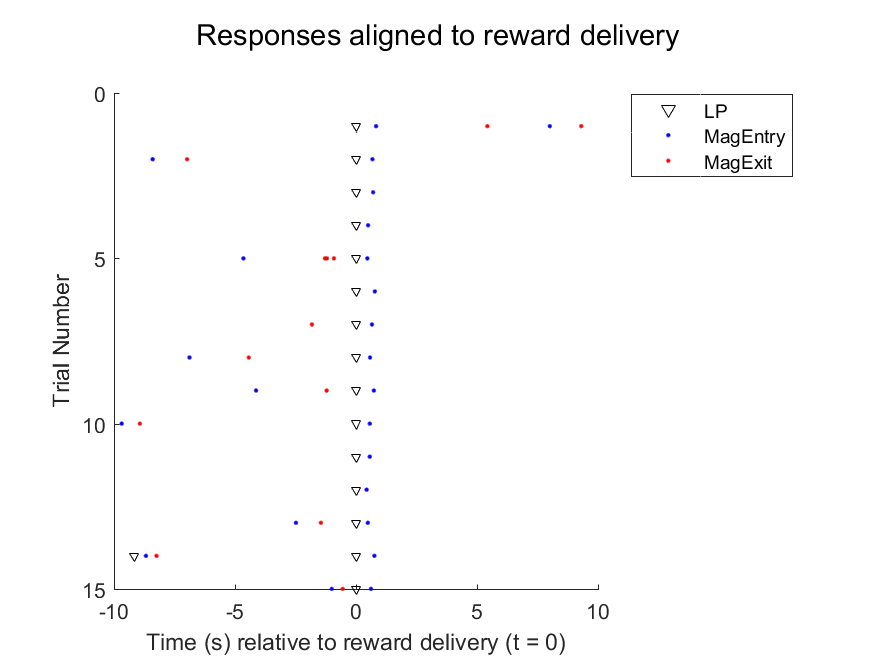 Responses aligned to reward delivery
LP
MagEntry
MagExit
0
5
10
15
Trial Number
-10
-5
0
5
10
Time (s) relative to reward delivery (t = 0)